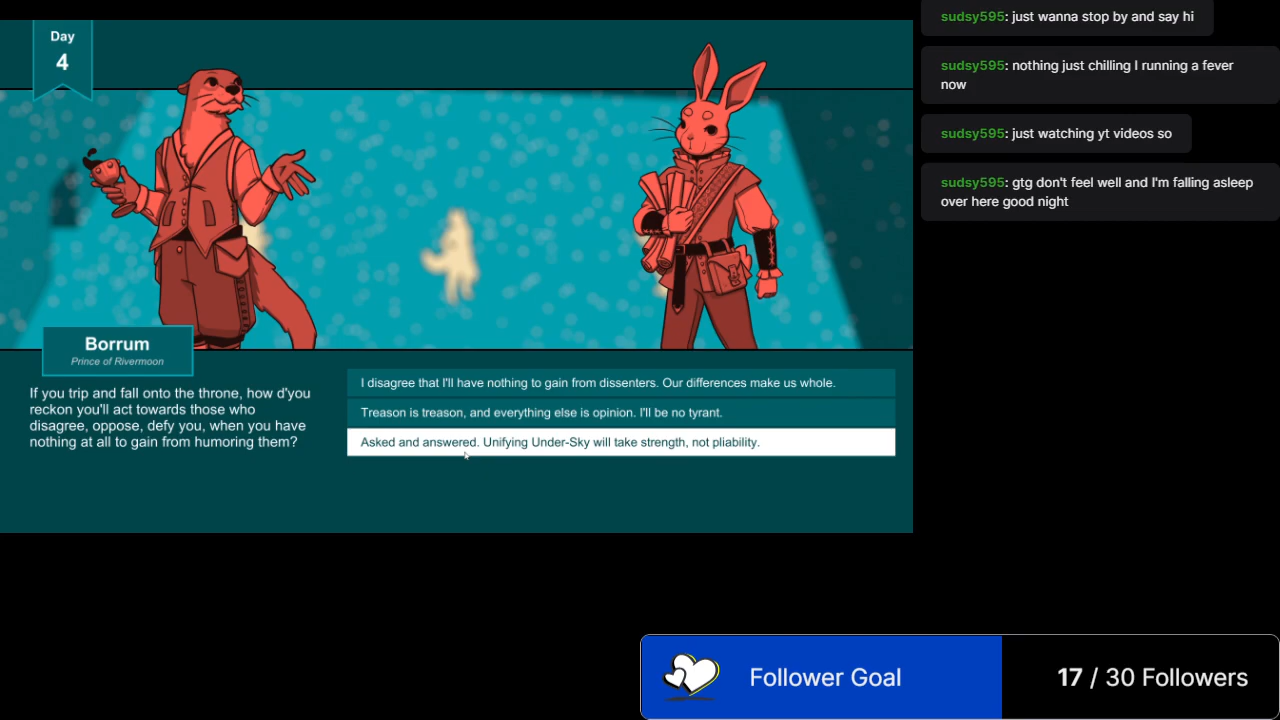 Day
4
Borrum
Prince of Rivermoon
If you trip and fall onto the throne, how d'you
reckon you'll act towards those who
disagree, oppose, defy you, when you have
nothing at all to gain from humoring them?
I disagree that I'll have nothing to gain from dissenters. Our differences make us whole.
Treason is treason, and everything else is opinion. I'll be no tyrant.
Asked and answered. Unifying Under-Sky will take strength, not pliability.
sudsy595: just wanna stop by and say hi
sudsy595: nothing just chilling I running a fever
now
sudsy595: just watching yt videos so
sudsy595: gtg don't feel well and I'm falling asleep
over here good night
Follower Goal
17 / 30 Followers